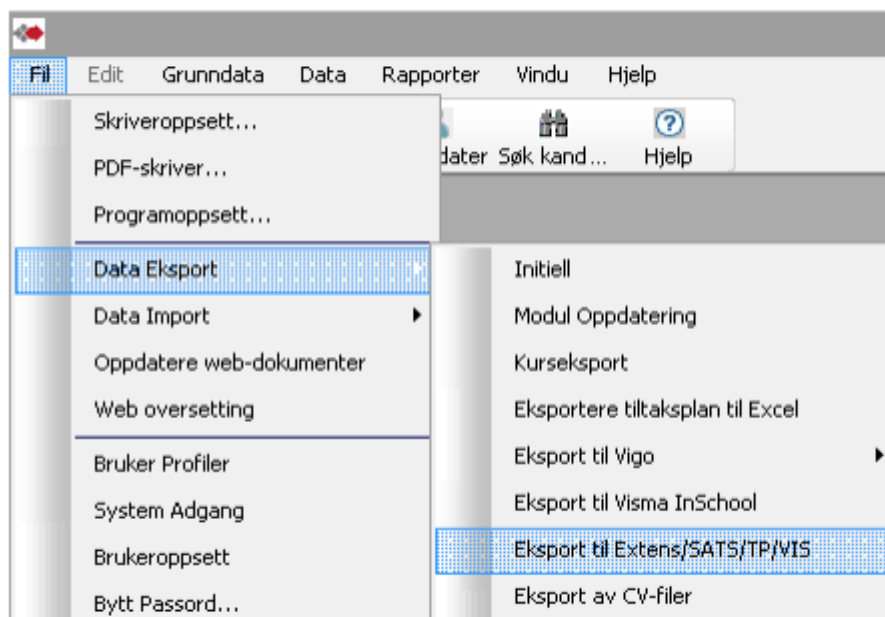 Fil Edit Grunndata Data Rapporter Vindu Hjelp
Søk kand... Hjelp
Skriveroppsett...
PDF-skriver...
Programoppsett...
Data Eksport
Data Import
Oppdatere web-dokumenter
Web oversetting
Bruker Profiler
System Adgang
Brukeroppsett
Bytt Passord...
Initiell
Modul Oppdatering
Kurseksport
Eksportere tiltaksplan til Excel
Eksport til Vigo
Eksport til Visma InSchool
Eksport til Extens/SATS/TP/VIS
Eksport av CV-filer